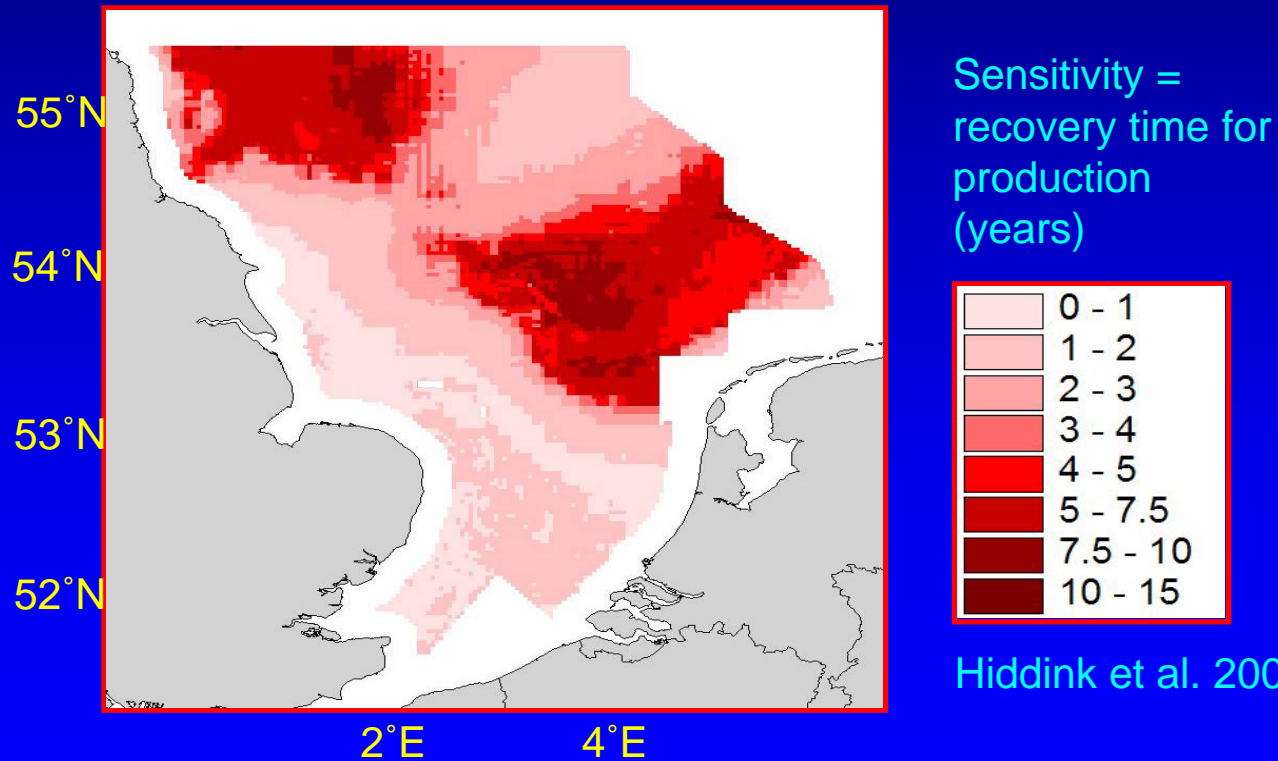 55°N
54°N
53°N
52°N
2°E 4°E
Sensitivity =
recovery time for
production
(years)
0 - 1
1 - 2
2 - 3
3 - 4
4 - 5
5 - 7.5
7.5 - 10
10 - 15
Hiddink et al. 200